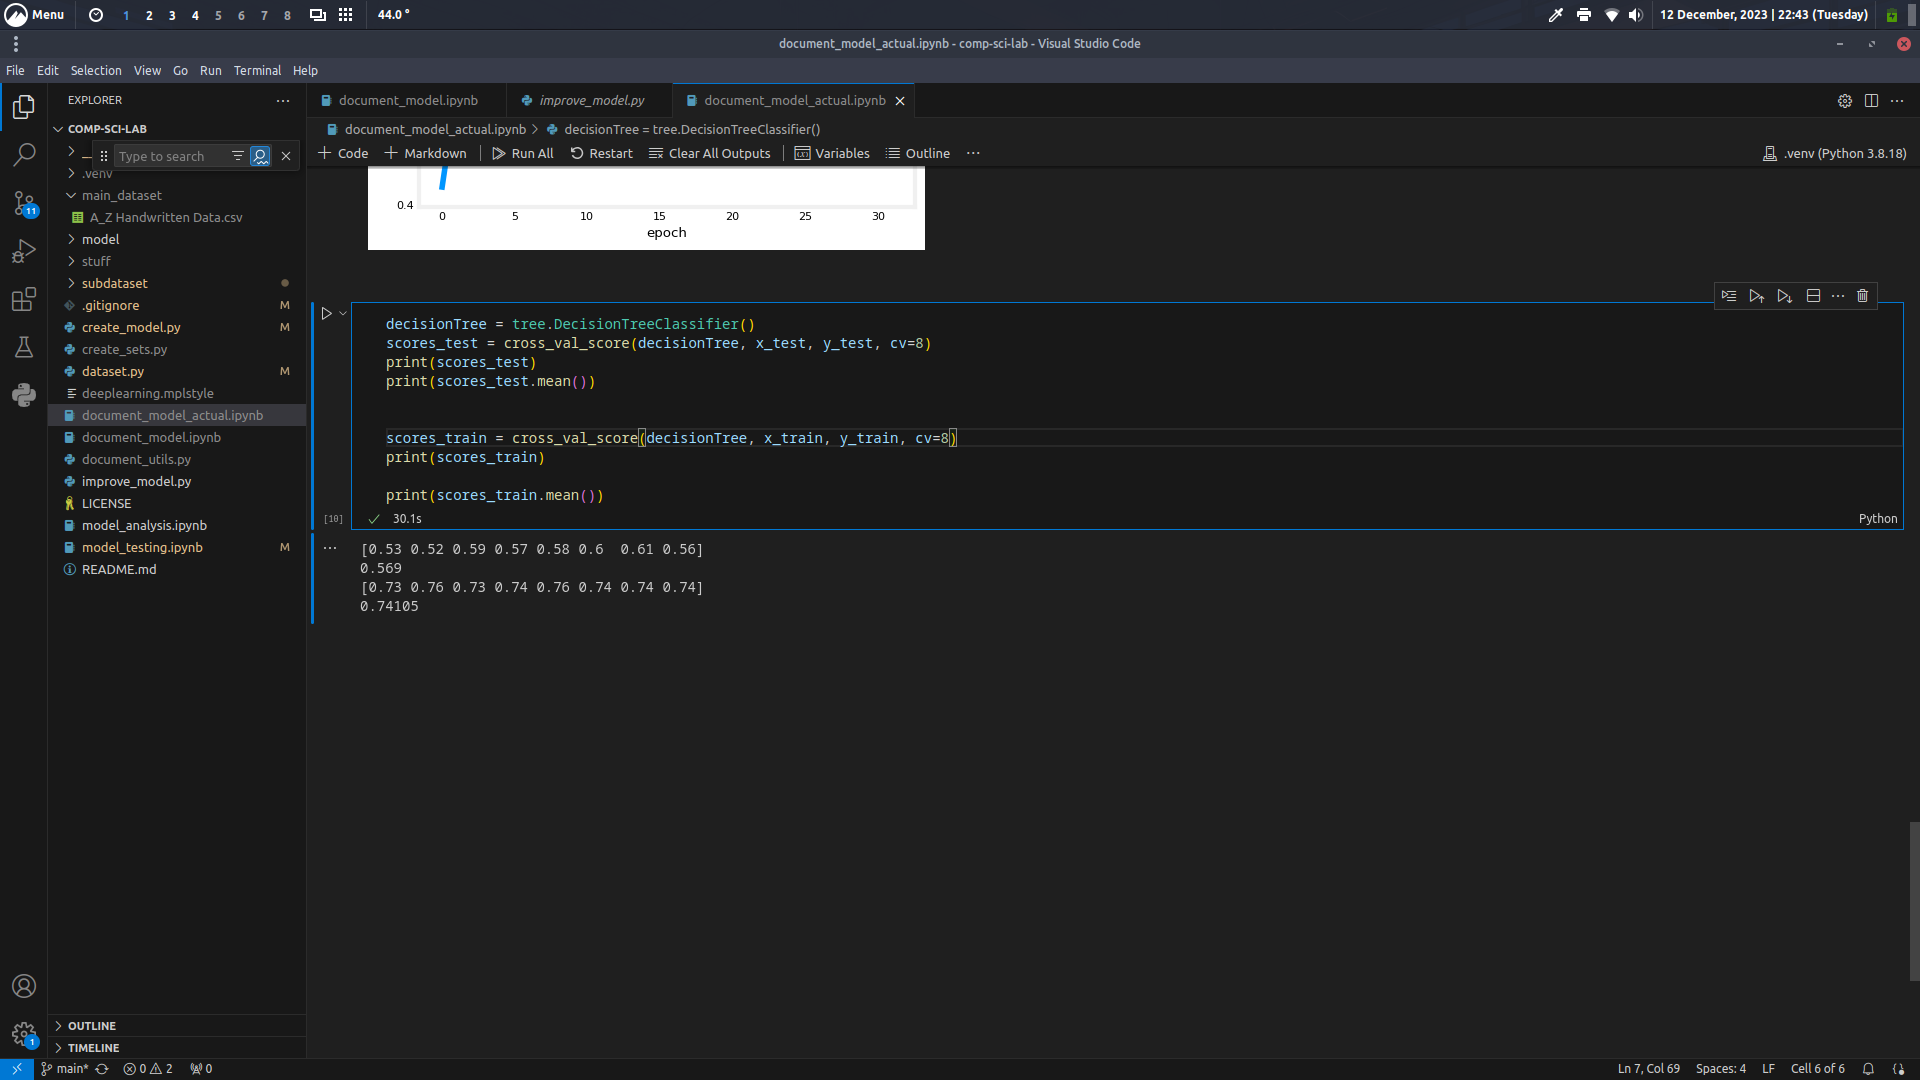 Menu
1 2 3 4 5 6 7 8
44.0 °
12 December, 2023 | 22:43 (Tuesday)
document_model_actual.ipynb - comp-sci-lab - Visual Studio Code
File Edit Selection View Go Run Terminal Help
EXPLORER
document_model.ipynb
improve_model.py
document_model_actual.ipynb
COMP-SCI-LAB
document_model_actual.ipynb > decisionTree = tree.DecisionTreeClassifier()
Type to search
Code
Markdown
Run All
Restart
Clear All Outputs
Variables
Outline
.venv (Python 3.8.18)
.venv
main_dataset
A_Z Handwritten Data.csv
model
stuff
subdataset
.gitignore M
create_model.py M
create_sets.py
dataset.py M
deeplearning.mplstyle
document_model_actual.ipynb
document_model.ipynb
document_utils.py
improve_model.py
LICENSE
model_analysis.ipynb
model_testing.ipynb M
README.md
OUTLINE
TIMELINE
0.4
0 5 10 15 20 25 30
epoch
decisionTree = tree.DecisionTreeClassifier()
scores_test = cross_val_score(decisionTree, x_test, y_test, cv=8)
print(scores_test)
print(scores_test.mean())
scores_train = cross_val_score(decisionTree, x_train, y_train, cv=8)
print(scores_train)
print(scores_train.mean())
[10]
30.1s
Python
[0.53 0.52 0.59 0.57 0.58 0.6  0.61 0.56]
0.569
[0.73 0.76 0.73 0.74 0.76 0.74 0.74 0.74]
0.74105
11
1
main*
0 2
0
Ln 7, Col 69
Spaces: 4
LF
Cell 6 of 6